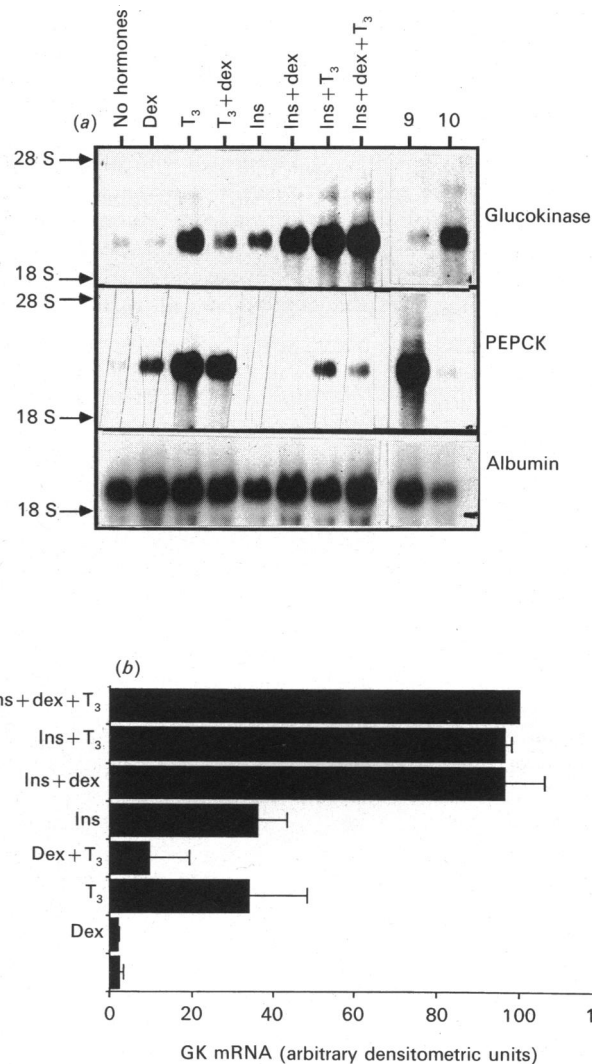 (a)
No hormones
Dex
T₃
T₃+dex
Ins
Ins+dex
Ins+T₃
Ins+dex+T₃
9
10
28 S
Glucokinase
18 S
28 S
PEPCK
18 S
Albumin
18 S
(b)
ns+dex+T₃
Ins+T₃
Ins+dex
Ins
Dex+T₃
T₃
Dex
0 20 40 60 80 100 1
GK mRNA (arbitrary densitometric units)